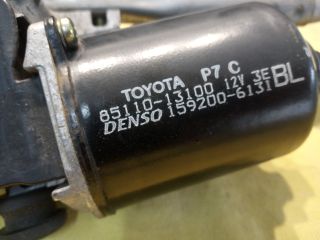 TOYOTA P7 C
85110-13100 12V 3E
DENSO 159200-6131 BL